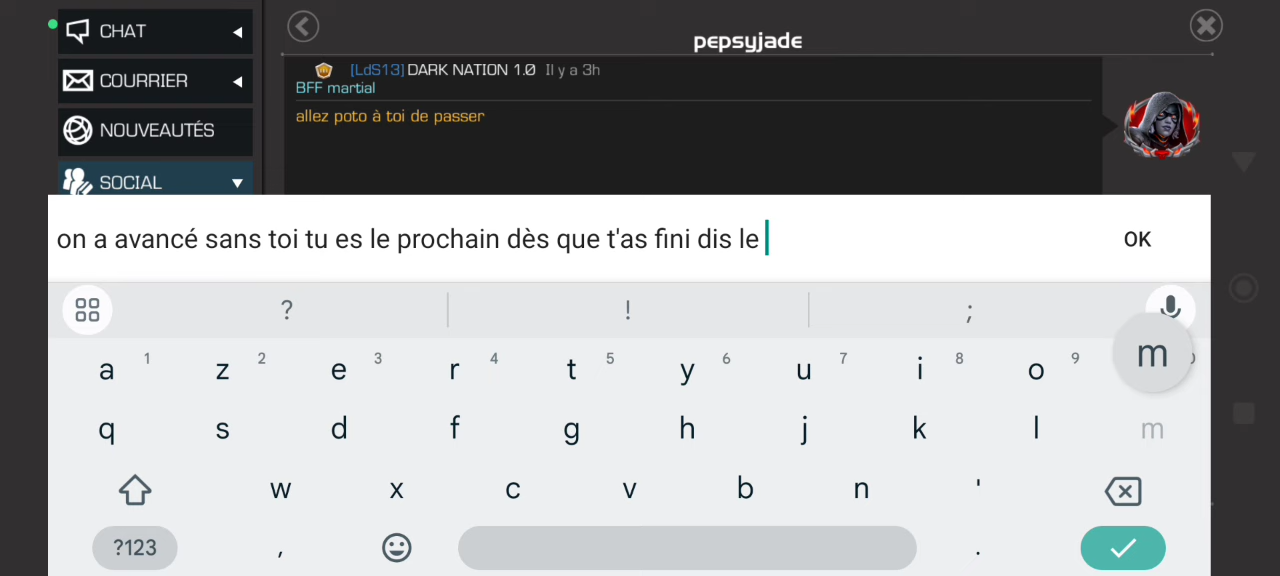 CHAT
COURRIER
NOUVEAUTÉS
SOCIAL
pepsyjade
[LdS13] DARK NATION 1.0 Il y a 3h
BFF martial
allez poto à toi de passer
on a avancé sans toi tu es le prochain dès que t'as fini dis le
OK
? ! ;
m
a 1 z 2 e 3 r 4 t 5 y 6 u 7 i 8 o 9
q s d f g h j k l m
w x c v b n '
?123 , .